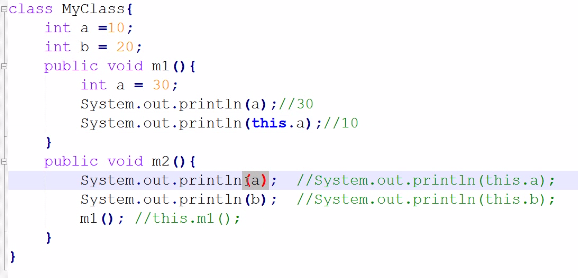 class MyClass{
    int a =10;
    int b = 20;
    public void m1(){
        int a = 30;
        System.out.println(a);//30
        System.out.println(this.a);//10
    }
    public void m2(){
        System.out.println(a);  //System.out.println(this.a);
        System.out.println(b);  //System.out.println(this.b);
        m1(); //this.m1();
    }
}